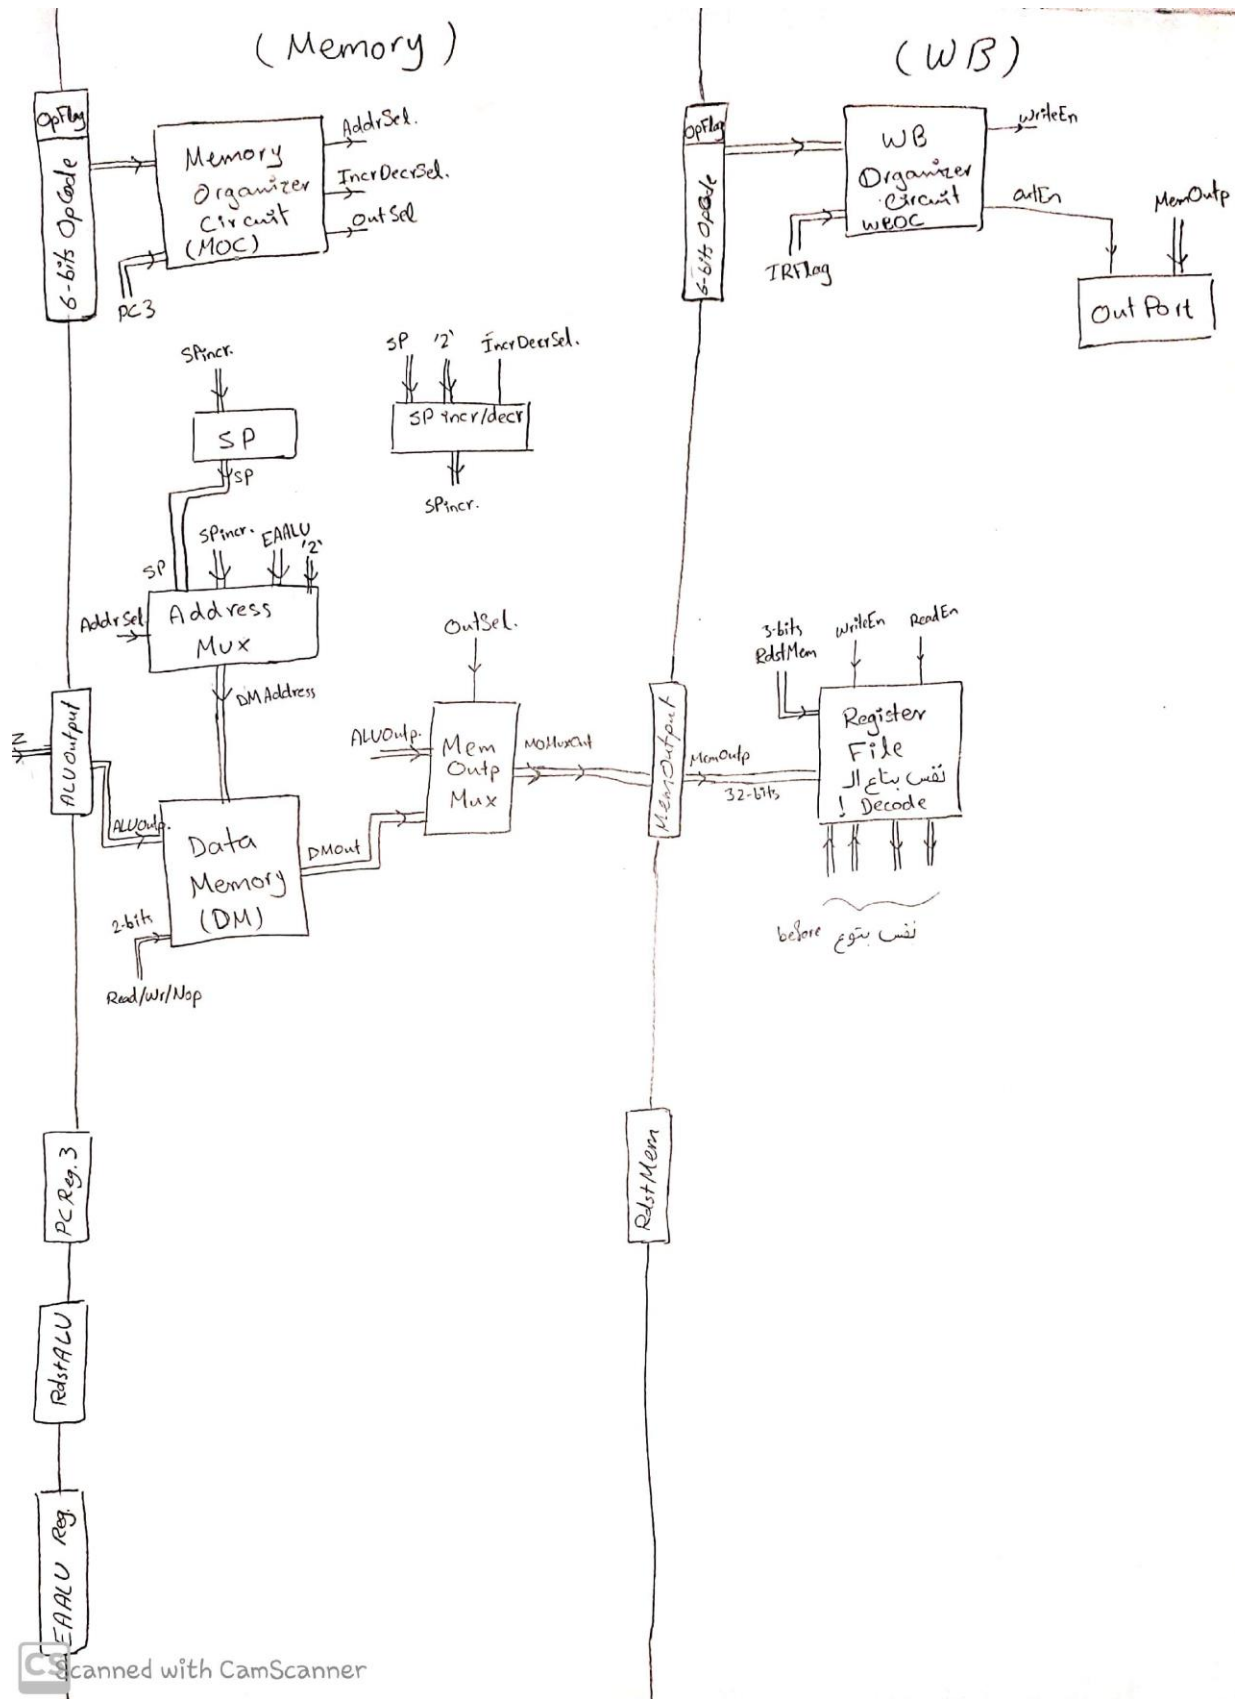 (Memory)
OpFlag
6-bits OpCode
Memory
Organizer
Circuit
(MOC)
AddrSel.
IncrDecrSel.
OutSel
PC3
SPincr.
SP
SP
SP '2' IncrDecrSel.
SP incr/decr
SPincr.
SP
SPincr.
EAALU
'2'
AddrSel
Address
Mux
DMAddress
Z
ALUOutput
ALUOutp.
Data
Memory
(DM)
2-bits
Read/Wr/Nop
DMout
OutSel.
ALUOutp.
Mem
Outp
Mux
MOMuxOut
PC Reg. 3
RdstALU
EAALU Reg.
(WB)
OpFlag
6-bits OpCode
WB
Organizer
Circuit
WBOC
IRFlag
WriteEn
OutEn
MemOutp
Out Port
MemOutput
MemOutp
32-bits
3-bits
RdstMem
WriteEn
ReadEn
Register
File
نفس بتاع الـ
Decode !
before نفس بتوع
RdstMem
CS Scanned with CamScanner